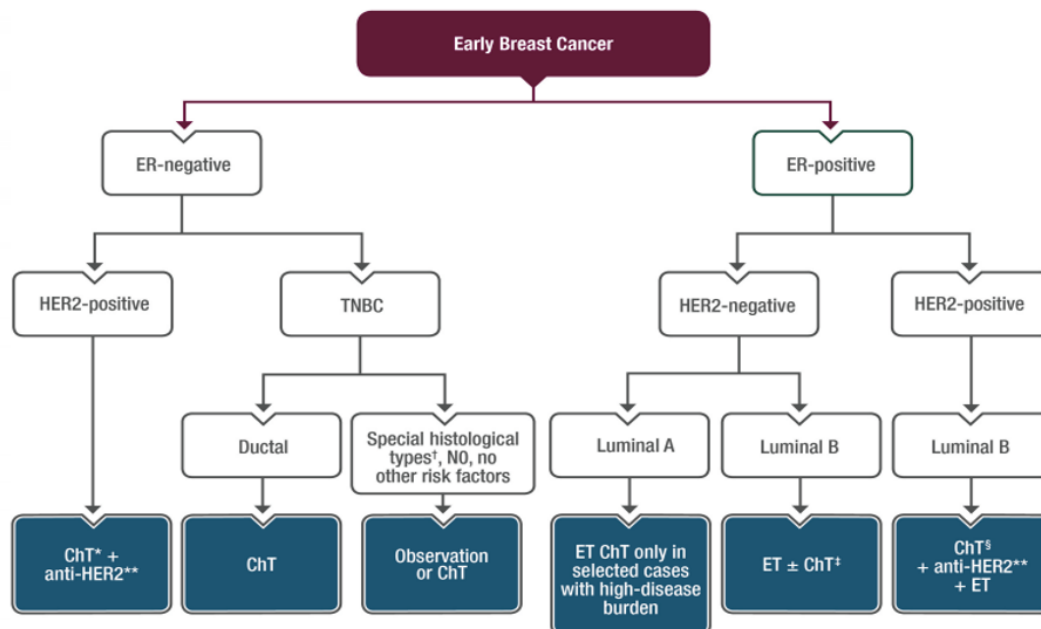 Early Breast Cancer
ER-negative
ER-positive
HER2-positive
TNBC
HER2-negative
HER2-positive
Ductal
Special histological
types†, N0, no
other risk factors
Luminal A
Luminal B
Luminal B
ChT* +
anti-HER2**
ChT
Observation
or ChT
ET ChT only in
selected cases
with high-disease
burden
ET ± ChT‡
ChT§
+ anti-HER2**
+ ET